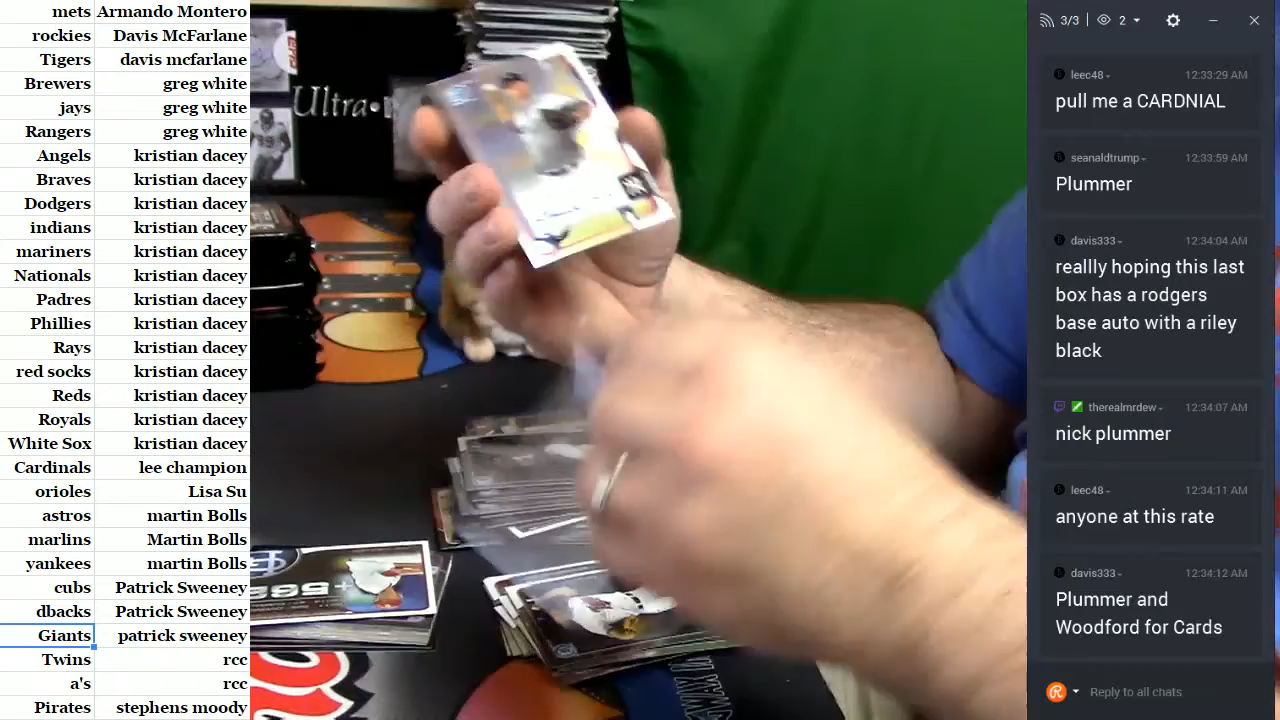 mets Armando Montero
rockies Davis McFarlane
Tigers davis mcfarlane
Brewers greg white
jays greg white
Rangers greg white
Angels kristian dacey
Braves kristian dacey
Dodgers kristian dacey
indians kristian dacey
mariners kristian dacey
Nationals kristian dacey
Padres kristian dacey
Phillies kristian dacey
Rays kristian dacey
red socks kristian dacey
Reds kristian dacey
Royals kristian dacey
White Sox kristian dacey
Cardinals lee champion
orioles Lisa Su
astros martin Bolls
marlins Martin Bolls
yankees martin Bolls
cubs Patrick Sweeney
dbacks Patrick Sweeney
Giants patrick sweeney
Twins rcc
a's rcc
Pirates stephens moody
Ultra
3/3 2
leec48 12:33:29 AM
pull me a CARDNIAL
seanaldtrump 12:33:59 AM
Plummer
davis333 12:34:04 AM
reallly hoping this last
box has a rodgers
base auto with a riley
black
therealmrdew 12:34:07 AM
nick plummer
leec48 12:34:11 AM
anyone at this rate
davis333 12:34:12 AM
Plummer and
Woodford for Cards
Reply to all chats